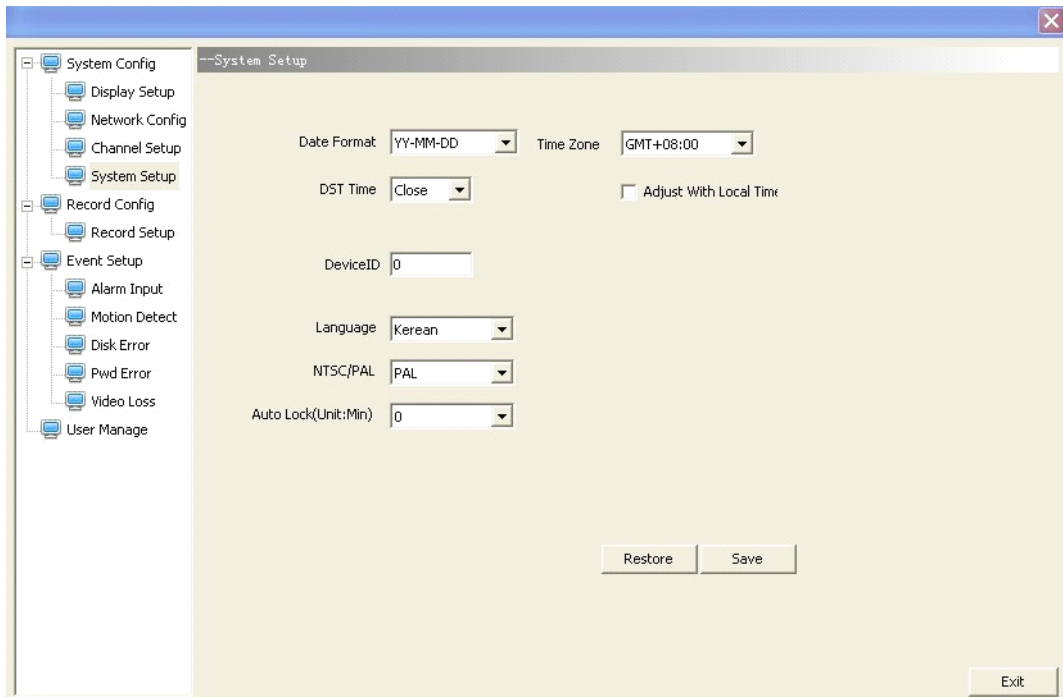 System Config
Display Setup
Network Config
Channel Setup
System Setup
Record Config
Record Setup
Event Setup
Alarm Input
Motion Detect
Disk Error
Pwd Error
Video Loss
User Manage
--System Setup
Date Format YY-MM-DD Time Zone GMT+08:00
DST Time Close Adjust With Local Time
DeviceID 0
Language Kerean
NTSC/PAL PAL
Auto Lock(Unit:Min) 0
Restore Save
Exit